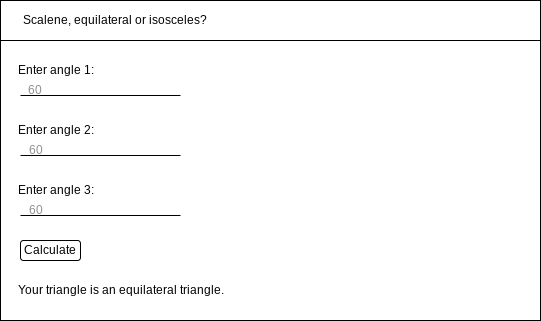 Scalene, equilateral or isosceles?
Enter angle 1:
60
Enter angle 2:
60
Enter angle 3:
60
Calculate
Your triangle is an equilateral triangle.